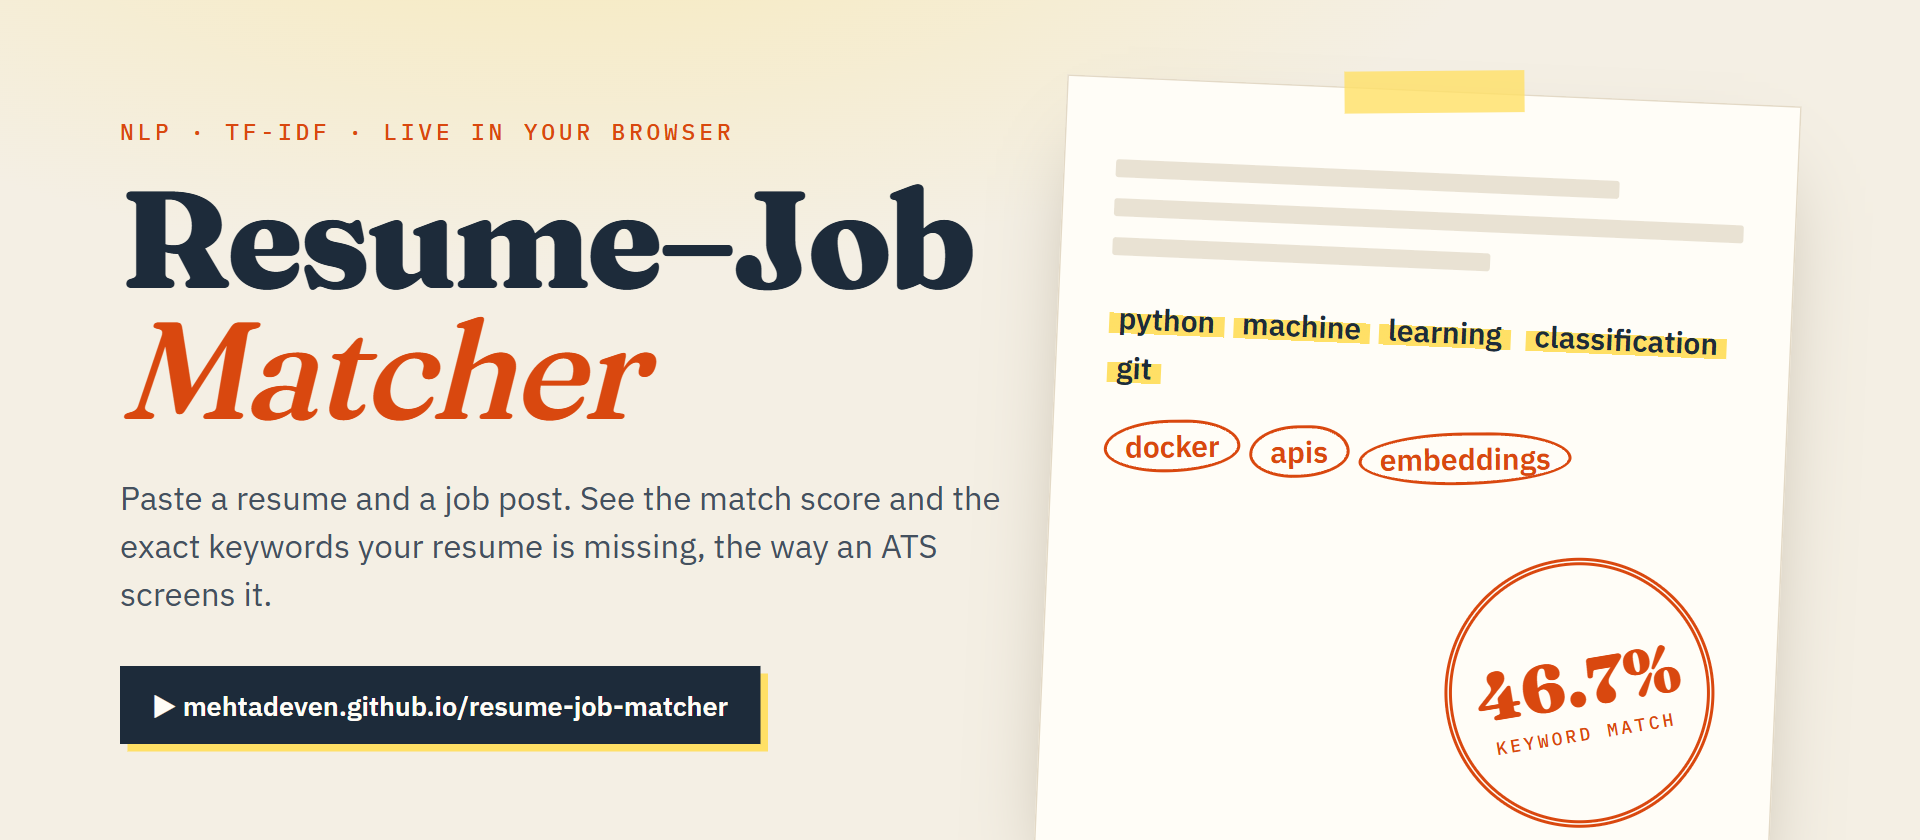 NLP · TF-IDF · LIVE IN YOUR BROWSER
Resume–Job
Matcher
Paste a resume and a job post. See the match score and the
exact keywords your resume is missing, the way an ATS
screens it.
▶ mehtadeven.github.io/resume-job-matcher
python machine learning classification
git
docker apis embeddings
46.7%
KEYWORD MATCH